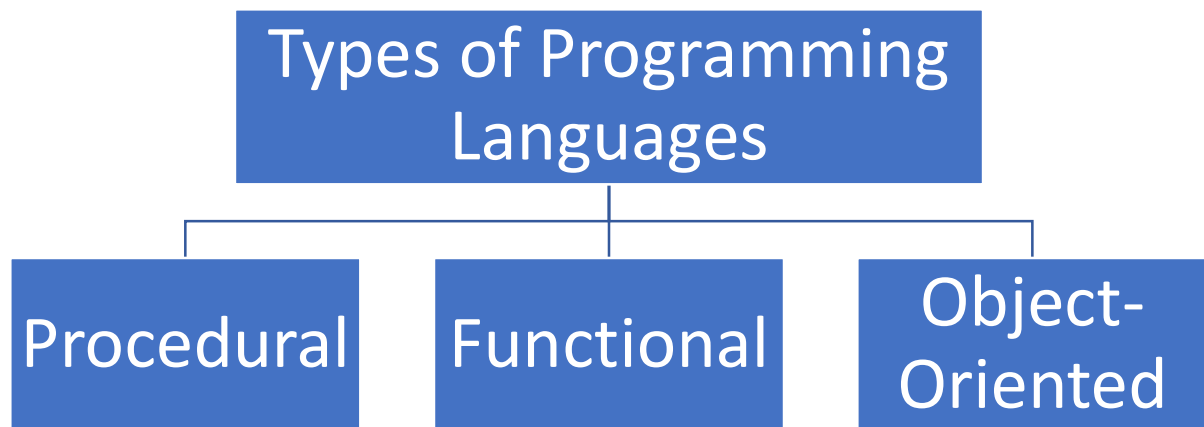 Types of Programming
Languages
Procedural
Functional
Object-
Oriented